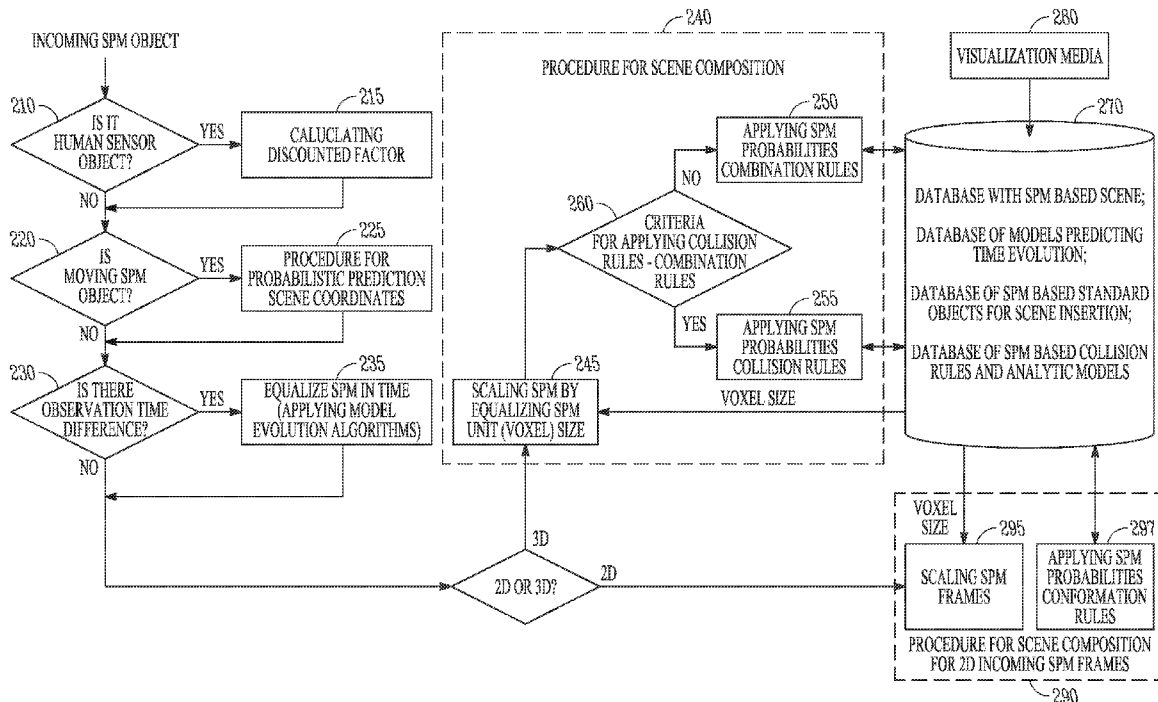 INCOMING SPM OBJECT
210
IS IT
HUMAN SENSOR
OBJECT?
YES
NO
215
CALUCLATING
DISCOUNTED
FACTOR
220
IS
MOVING SPM
OBJECT?
YES
NO
225
PROCEDURE FOR
PROBABILISTIC PREDICTION
SCENE COORDINATES
230
IS THERE
OBSERVATION TIME
DIFFERENCE?
YES
NO
235
EQUALIZE SPM IN TIME
(APPLYING MODEL
EVOLUTION ALGORITHMS)
2D OR 3D?
3D
2D
240
PROCEDURE FOR SCENE COMPOSITION
245
SCALING SPM BY
EQUALIZING SPM
UNIT (VOXEL) SIZE
260
CRITERIA
FOR APPLYING COLLISION
RULES - COMBINATION
RULES
NO
YES
250
APPLYING SPM
PROBABILITIES
COMBINATION RULES
255
APPLYING SPM
PROBABILITIES
COLLISION RULES
VOXEL SIZE
280
VISUALIZATION MEDIA
270
DATABASE WITH SPM BASED SCENE;
DATABASE OF MODELS PREDICTING
TIME EVOLUTION;
DATABASE OF SPM BASED STANDARD
OBJECTS FOR SCENE INSERTION;
DATABASE OF SPM BASED COLLISION
RULES AND ANALYTIC MODELS
VOXEL
SIZE
295
SCALING SPM
FRAMES
297
APPLYING SPM
PROBABILITIES
CONFORMATION
RULES
PROCEDURE FOR SCENE COMPOSITION
FOR 2D INCOMING SPM FRAMES
290